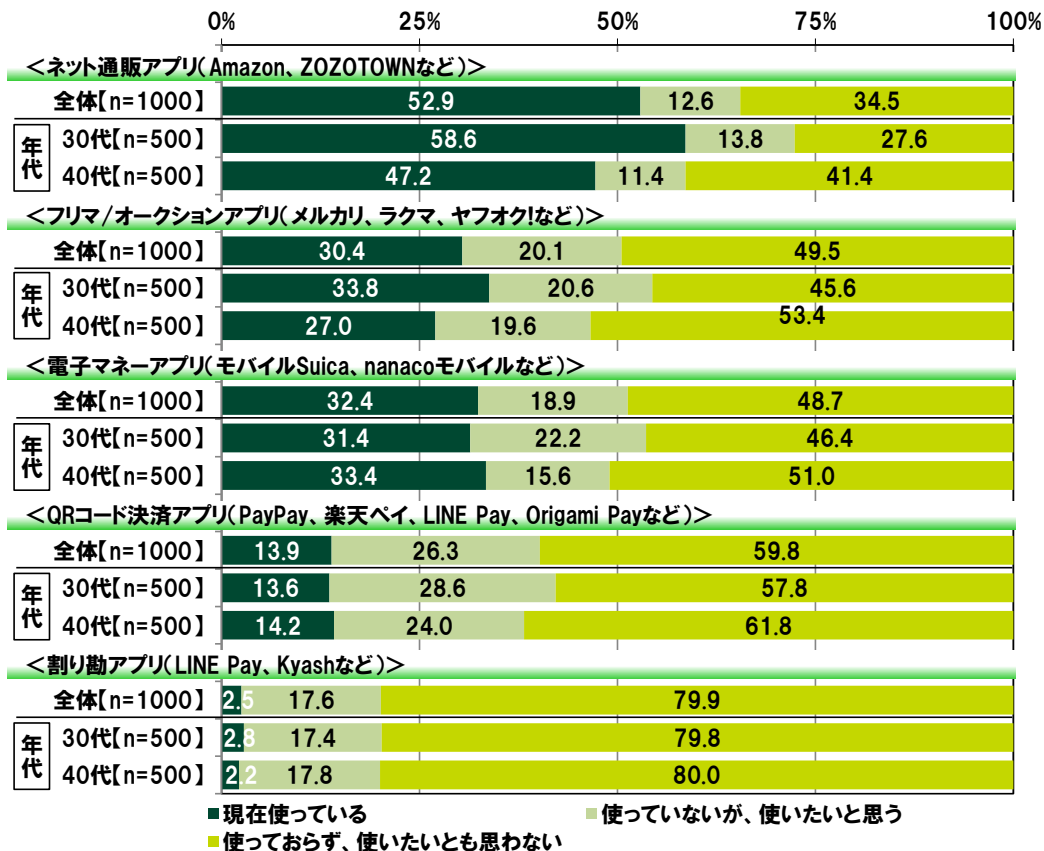 0% 25% 50% 75% 100%
＜ネット通販アプリ（Amazon、ZOZOTOWNなど）＞
全体【n=1000】 52.9 12.6 34.5
年代
30代【n=500】 58.6 13.8 27.6
40代【n=500】 47.2 11.4 41.4
＜フリマ/オークションアプリ（メルカリ、ラクマ、ヤフオク!など）＞
全体【n=1000】 30.4 20.1 49.5
年代
30代【n=500】 33.8 20.6 45.6
40代【n=500】 27.0 19.6 53.4
＜電子マネーアプリ（モバイルSuica、nanacoモバイルなど）＞
全体【n=1000】 32.4 18.9 48.7
年代
30代【n=500】 31.4 22.2 46.4
40代【n=500】 33.4 15.6 51.0
＜QRコード決済アプリ（PayPay、楽天ペイ、LINE Pay、Origami Payなど）＞
全体【n=1000】 13.9 26.3 59.8
年代
30代【n=500】 13.6 28.6 57.8
40代【n=500】 14.2 24.0 61.8
＜割り勘アプリ（LINE Pay、Kyashなど）＞
全体【n=1000】 2.5 17.6 79.9
年代
30代【n=500】 2.8 17.4 79.8
40代【n=500】 2.2 17.8 80.0
現在使っている 使っていないが、使いたいと思う
使っておらず、使いたいとも思わない